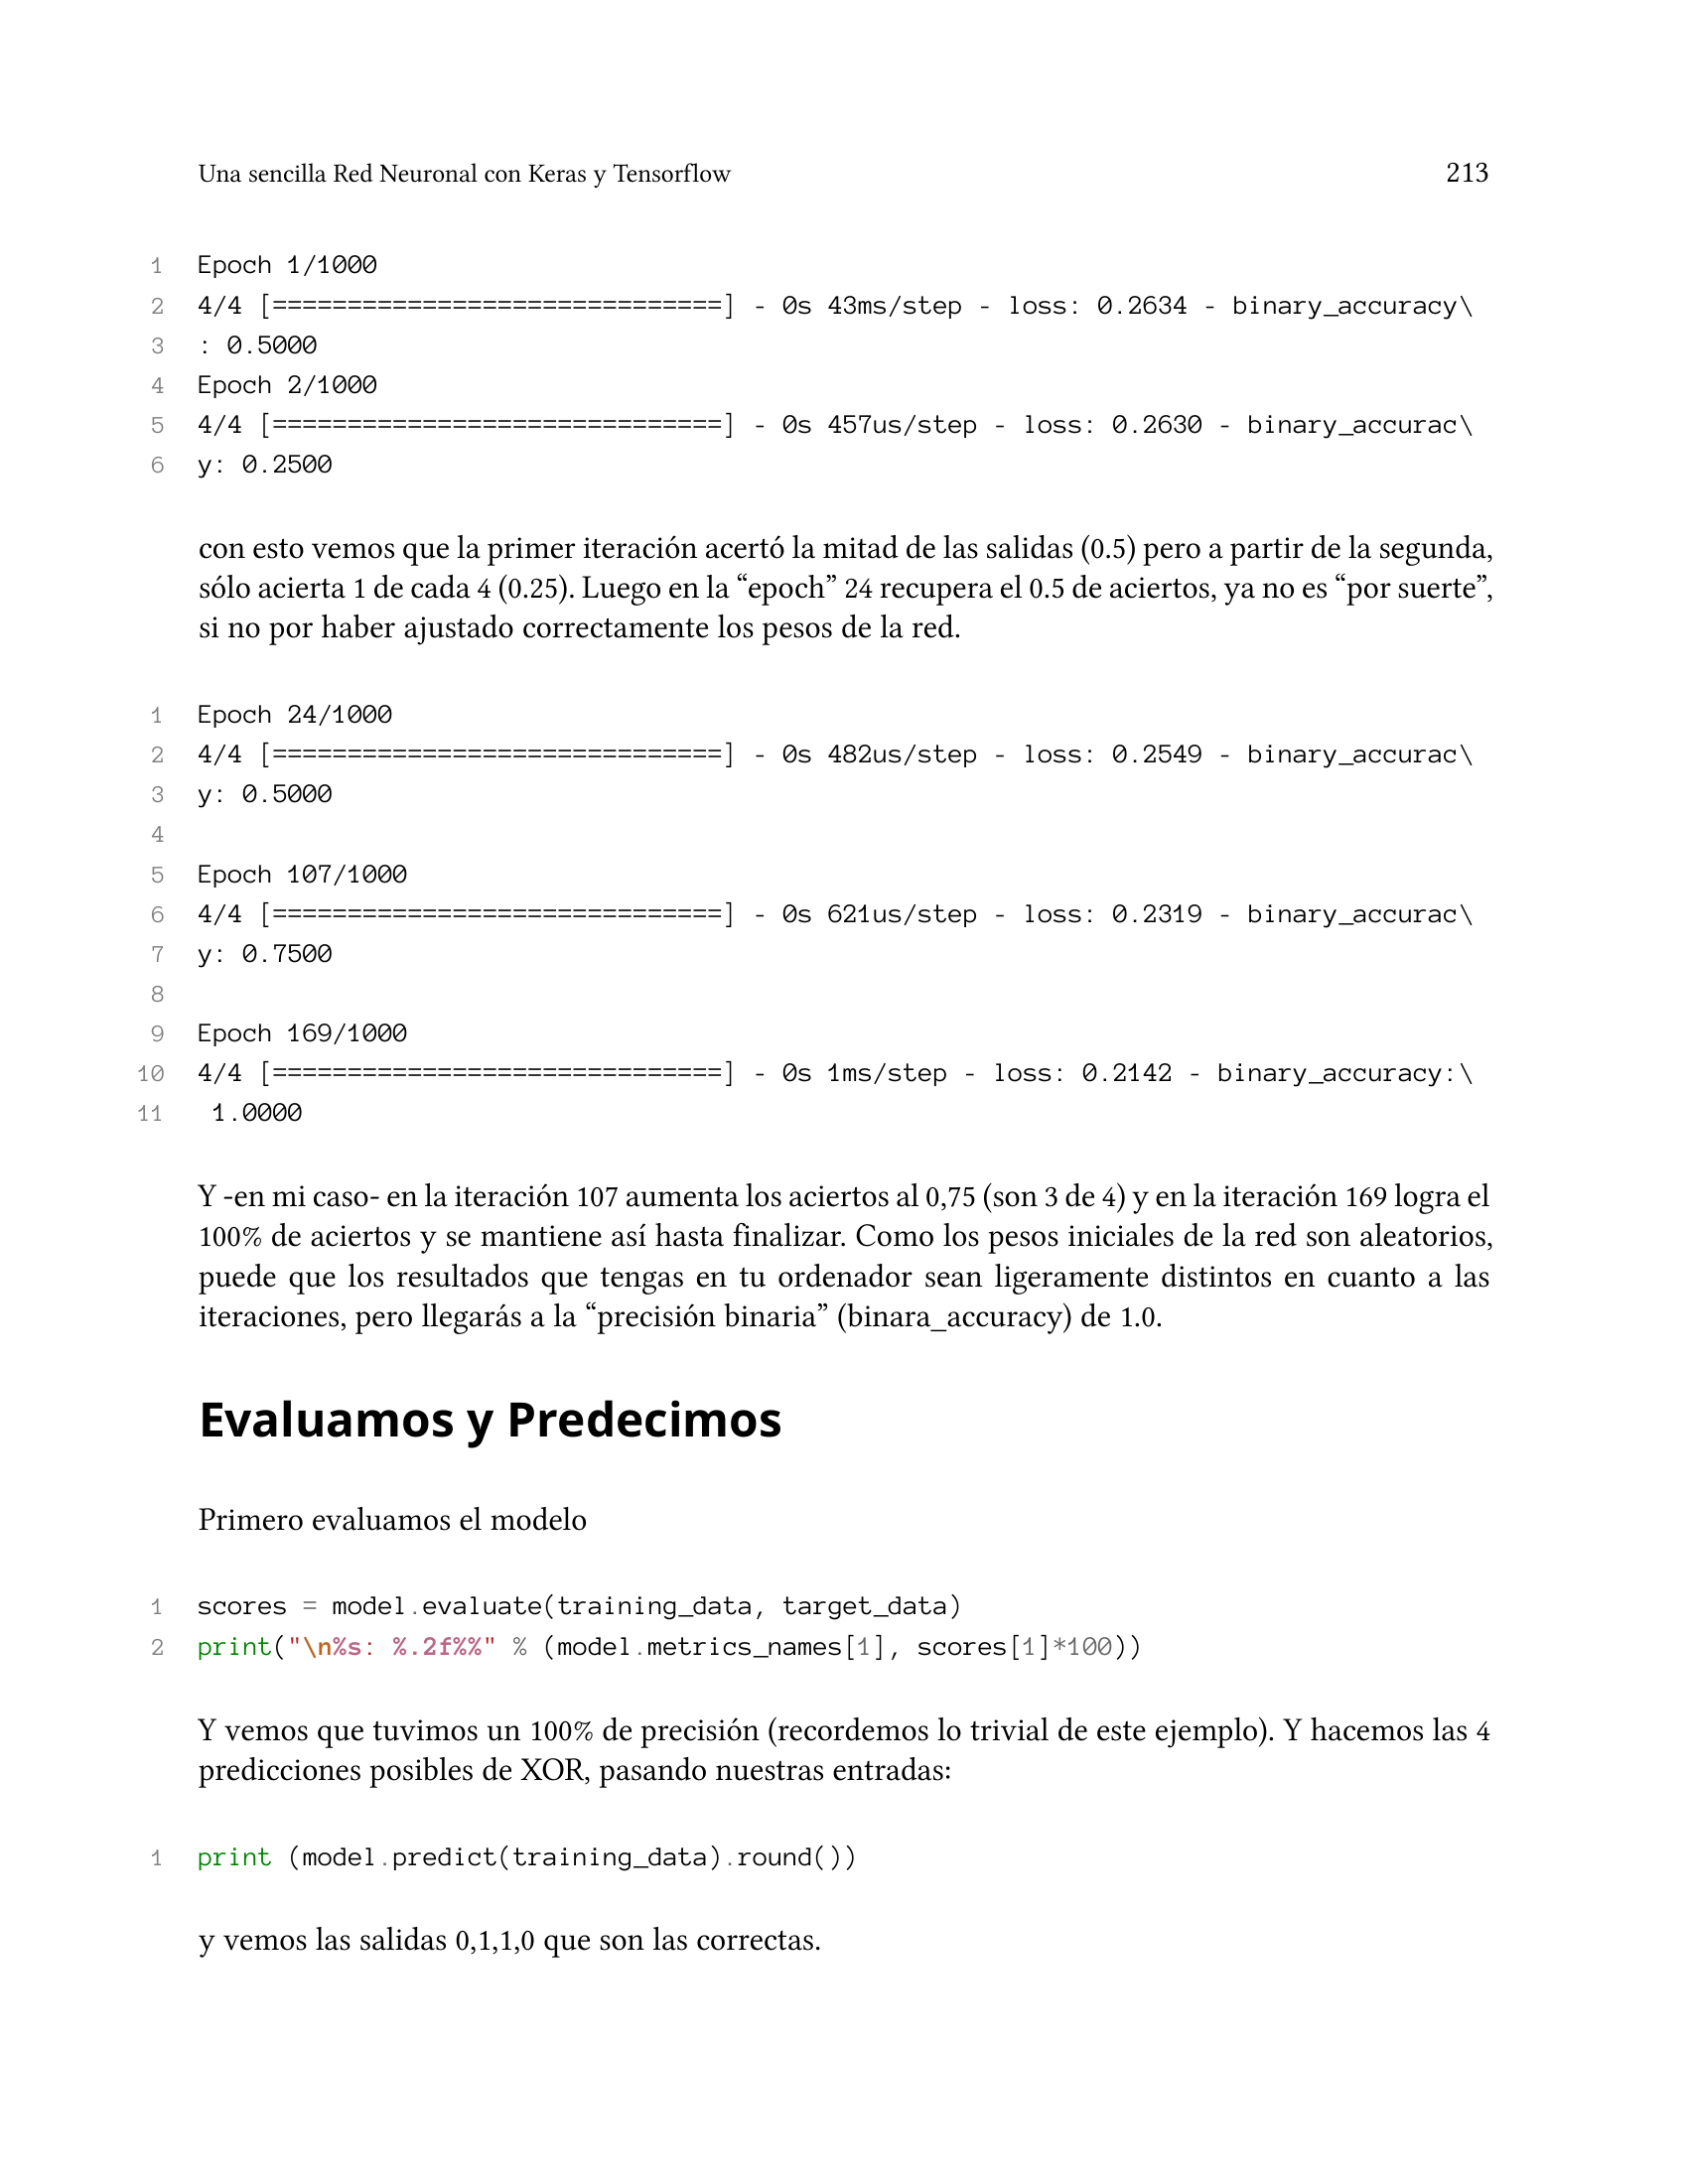 Una sencilla Red Neuronal con Keras y Tensorflow 213
1 Epoch 1/1000
2 4/4 [==============================] - 0s 43ms/step - loss: 0.2634 - binary_accuracy\
3 : 0.5000
4 Epoch 2/1000
5 4/4 [==============================] - 0s 457us/step - loss: 0.2630 - binary_accurac\
6 y: 0.2500
con esto vemos que la primer iteración acertó la mitad de las salidas (0.5) pero a partir de la segunda,
sólo acierta 1 de cada 4 (0.25). Luego en la “epoch” 24 recupera el 0.5 de aciertos, ya no es “por suerte”,
si no por haber ajustado correctamente los pesos de la red.
1 Epoch 24/1000
2 4/4 [==============================] - 0s 482us/step - loss: 0.2549 - binary_accurac\
3 y: 0.5000
4
5 Epoch 107/1000
6 4/4 [==============================] - 0s 621us/step - loss: 0.2319 - binary_accurac\
7 y: 0.7500
8
9 Epoch 169/1000
10 4/4 [==============================] - 0s 1ms/step - loss: 0.2142 - binary_accuracy:\
11 1.0000
Y -en mi caso- en la iteración 107 aumenta los aciertos al 0,75 (son 3 de 4) y en la iteración 169 logra el
100% de aciertos y se mantiene así hasta finalizar. Como los pesos iniciales de la red son aleatorios,
puede que los resultados que tengas en tu ordenador sean ligeramente distintos en cuanto a las
iteraciones, pero llegarás a la “precisión binaria” (binara_accuracy) de 1.0.
Evaluamos y Predecimos
Primero evaluamos el modelo
1 scores = model.evaluate(training_data, target_data)
2 print("\n%s: %.2f%%" % (model.metrics_names[1], scores[1]*100))
Y vemos que tuvimos un 100% de precisión (recordemos lo trivial de este ejemplo). Y hacemos las 4
predicciones posibles de XOR, pasando nuestras entradas:
1 print (model.predict(training_data).round())
y vemos las salidas 0,1,1,0 que son las correctas.